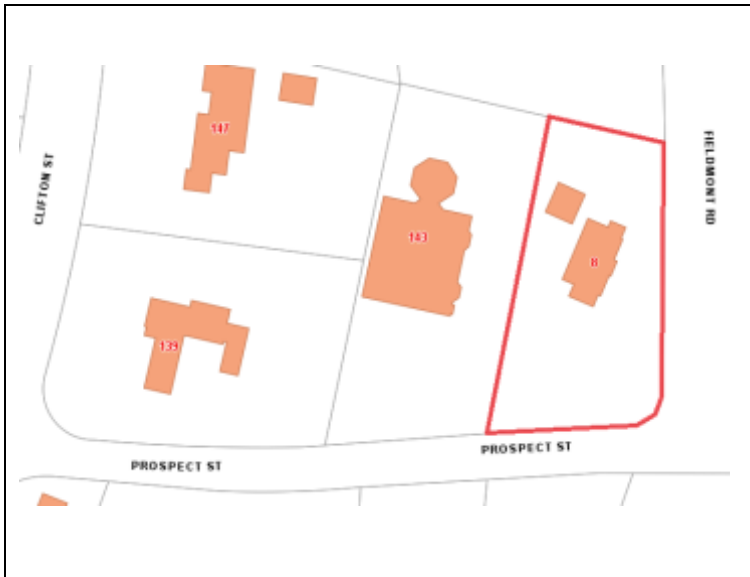 147
CLIFTON ST
FIELDMONT RD
143
8
139
PROSPECT ST
PROSPECT ST